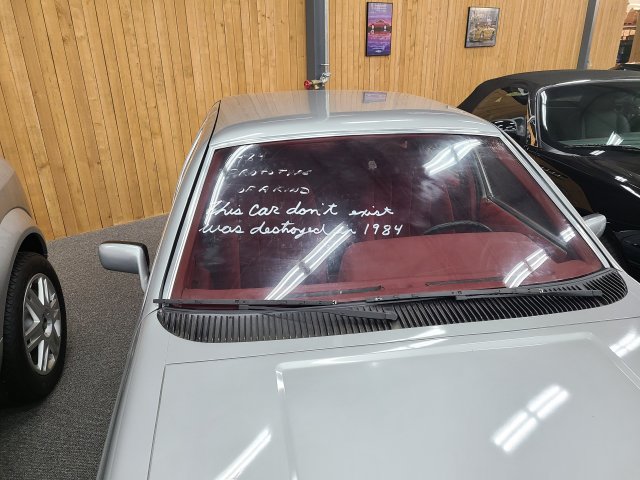 PROTOTYPE
OF A KIND
This car don't exist
was destroyed in 1984